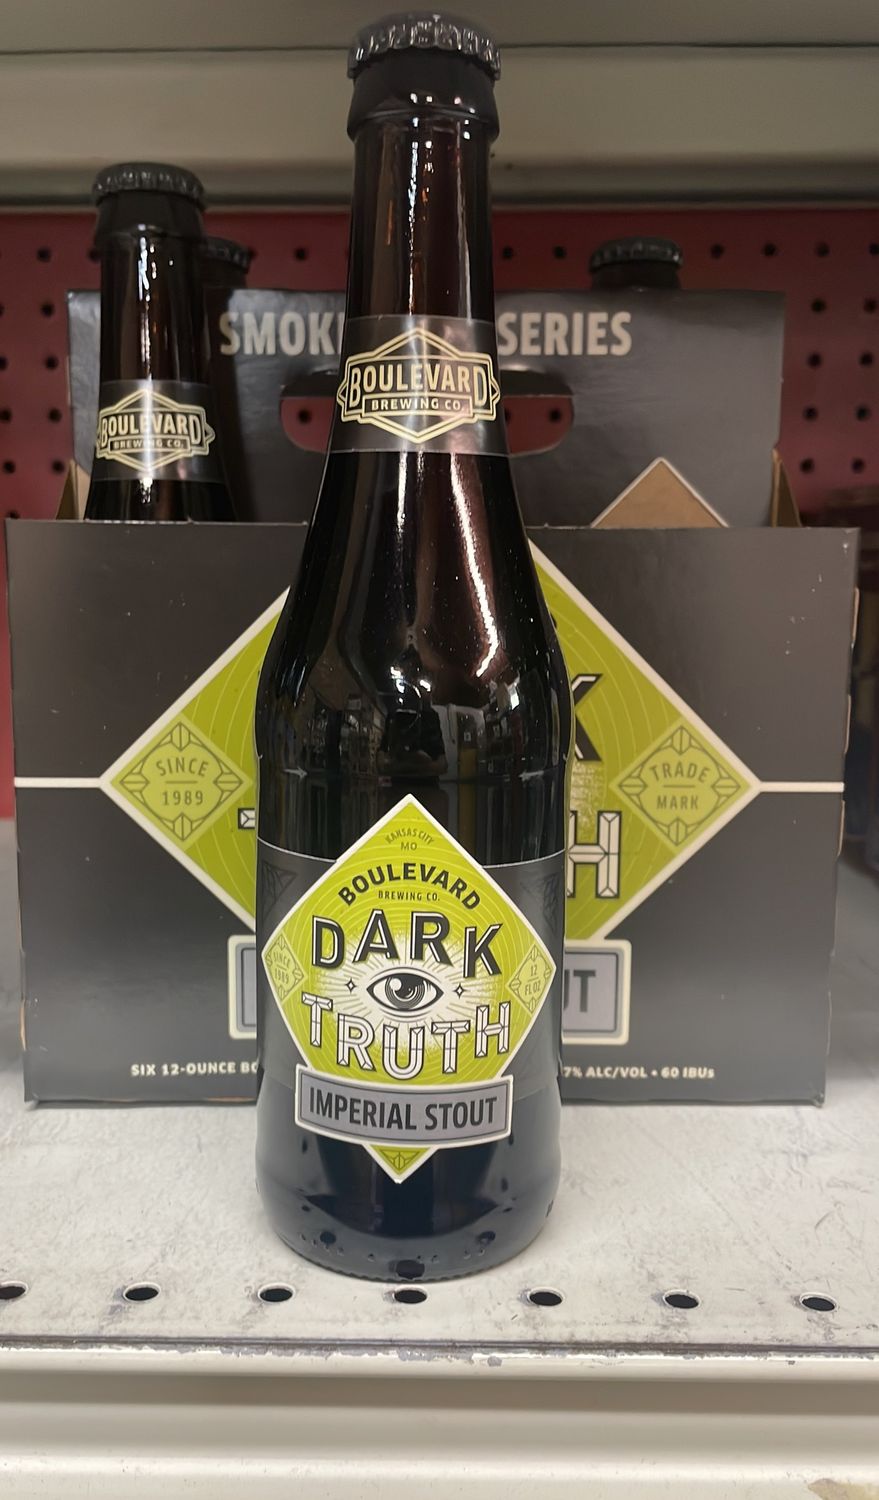 SMOK SERIES
BOULEVARD
BREWING CO.
BOULEVARD
BREWING CO.
SINCE
1989
TRADE
MARK
K
H
UT
SIX 12-OUNCE
7% ALC/VOL • 60 IBUs
KANSAS CITY
MO
BOULEVARD
BREWING CO.
DARK
SINCE
1989
12
FL OZ
TRUTH
IMPERIAL STOUT